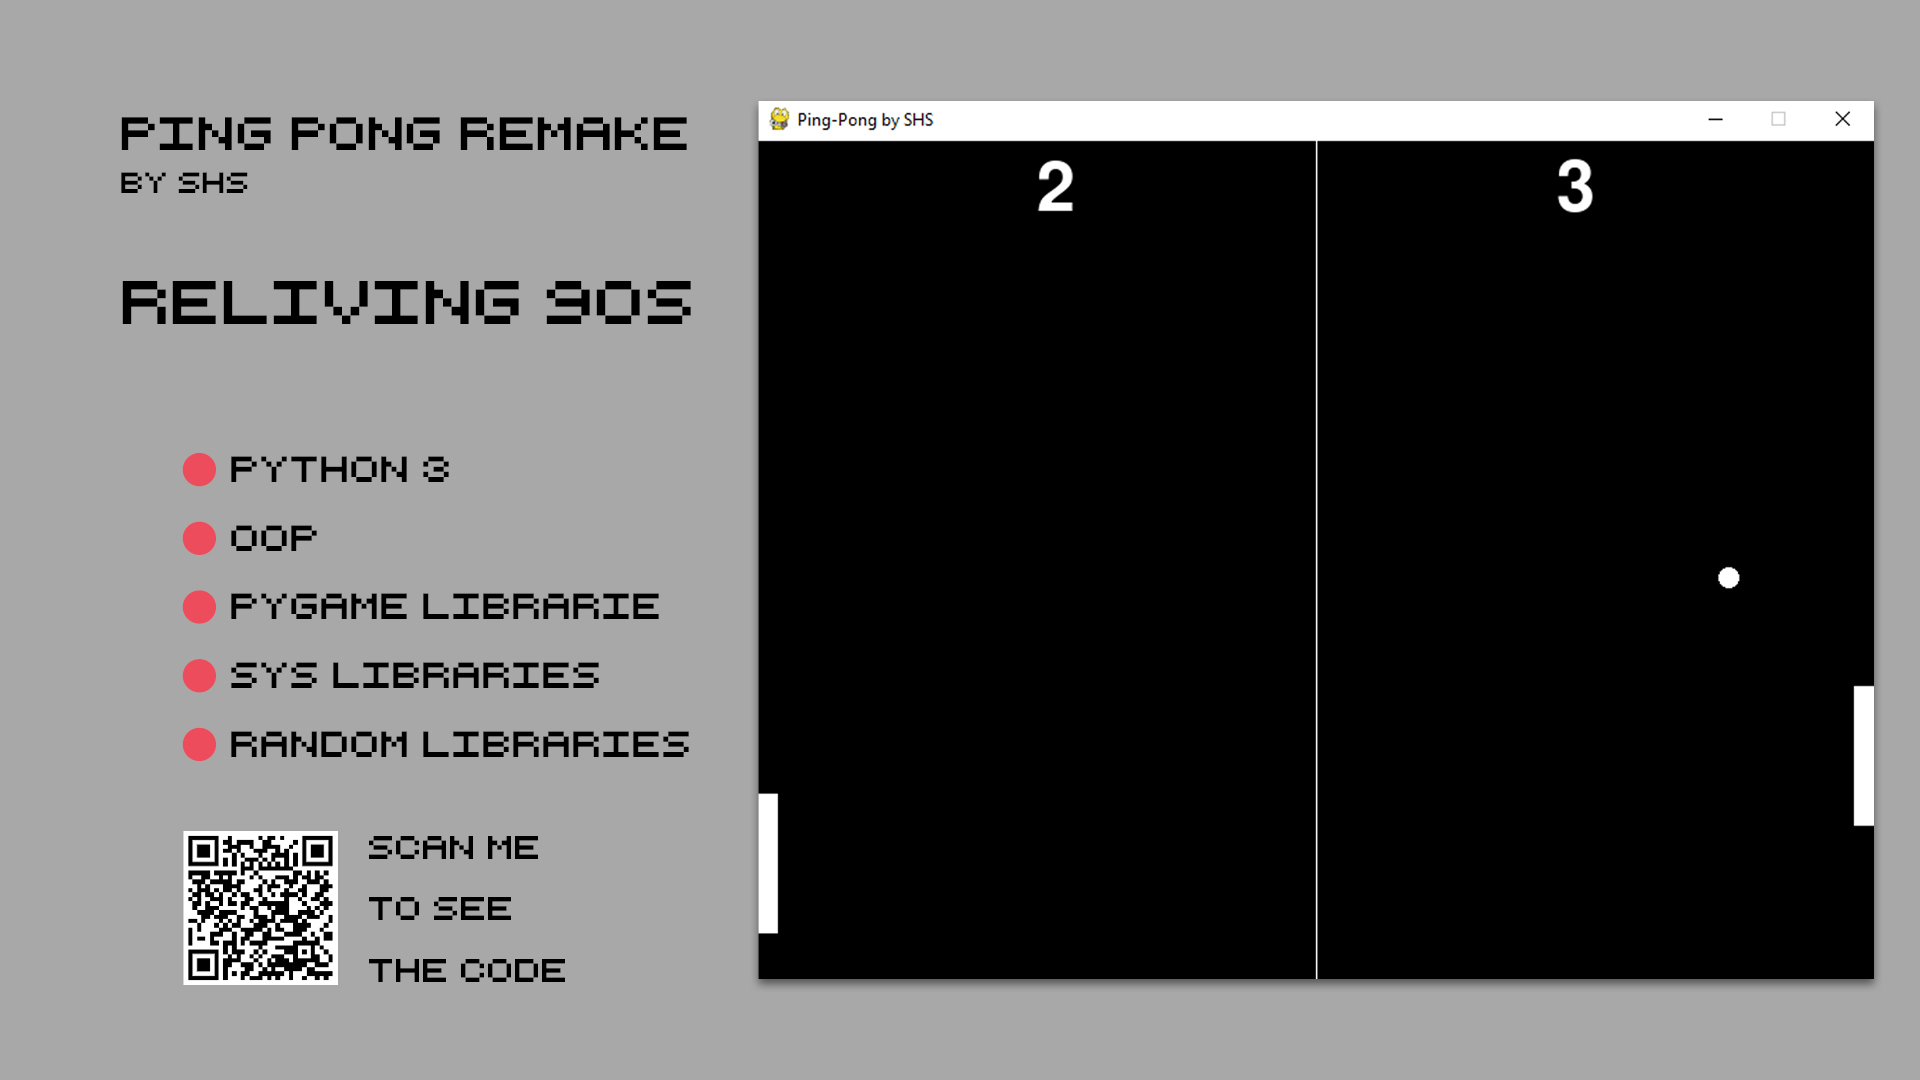 PING PONG REMAKE
BY SHS
RELIVING 90S
PYTHON 3
OOP
PYGAME LIBRARIE
SYS LIBRARIES
RANDOM LIBRARIES
SCAN ME
TO SEE
THE CODE
Ping-Pong by SHS
2 3